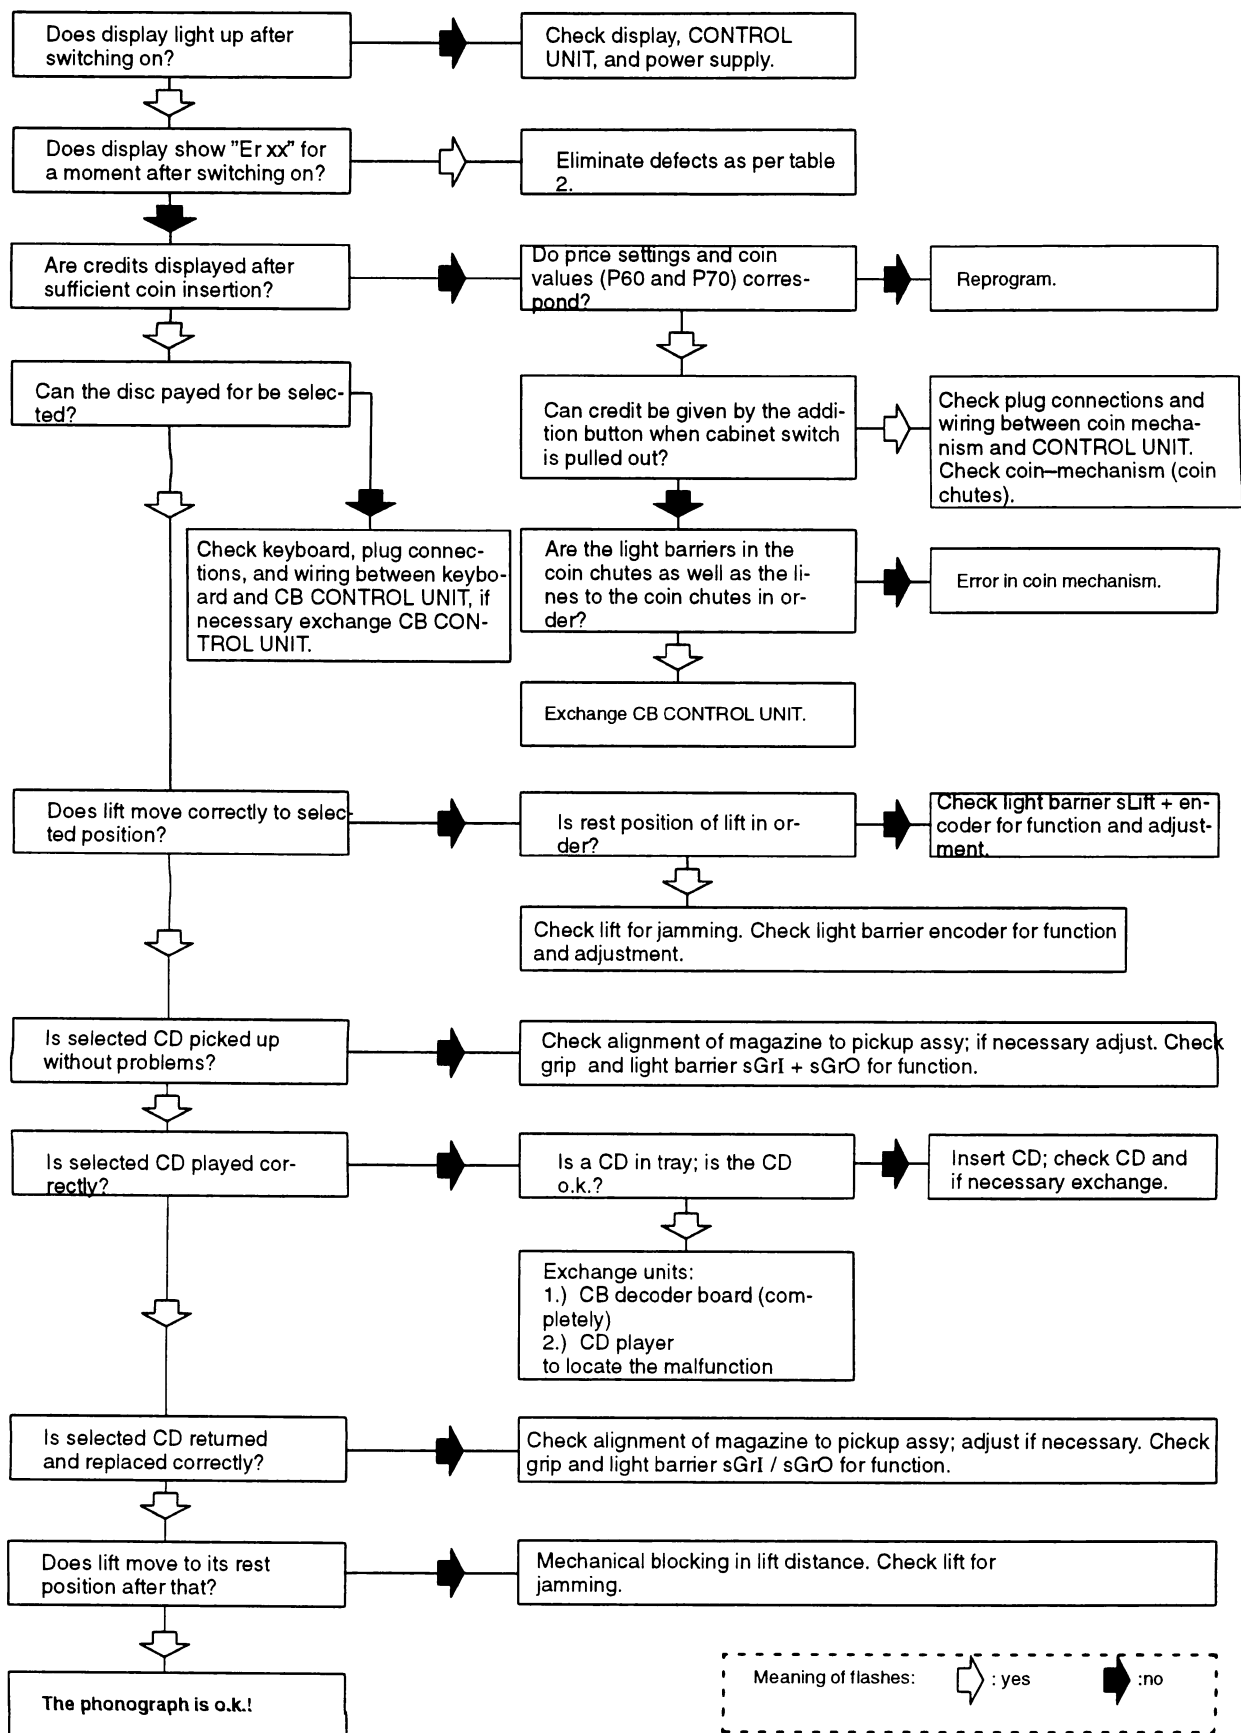 Does display light up after
switching on?
Check display, CONTROL
UNIT, and power supply.
Does display show "Er xx" for
a moment after switching on?
Eliminate defects as per table
2.
Are credits displayed after
sufficient coin insertion?
Do price settings and coin
values (P60 and P70) corres-
pond?
Reprogram.
Can the disc payed for be selec-
ted?
Can credit be given by the addi-
tion button when cabinet switch
is pulled out?
Check plug connections and
wiring between coin mecha-
nism and CONTROL UNIT.
Check coin–mechanism (coin
chutes).
Check keyboard, plug connec-
tions, and wiring between keybo-
ard and CB CONTROL UNIT, if
necessary exchange CB CON-
TROL UNIT.
Are the light barriers in the
coin chutes as well as the li-
nes to the coin chutes in or-
der?
Error in coin mechanism.
Exchange CB CONTROL UNIT.
Does lift move correctly to selec-
ted position?
Is rest position of lift in or-
der?
Check light barrier sLift + en-
coder for function and adjust-
ment.
Check lift for jamming. Check light barrier encoder for function
and adjustment.
Is selected CD picked up
without problems?
Check alignment of magazine to pickup assy; if necessary adjust. Check
grip and light barrier sGrI + sGrO for function.
Is selected CD played cor-
rectly?
Is a CD in tray; is the CD
o.k.?
Insert CD; check CD and
if necessary exchange.
Exchange units:
1.) CB decoder board (com-
pletely)
2.) CD player
to locate the malfunction
Is selected CD returned
and replaced correctly?
Check alignment of magazine to pickup assy; adjust if necessary. Check
grip and light barrier sGrI / sGrO for function.
Does lift move to its rest
position after that?
Mechanical blocking in lift distance. Check lift for
jamming.
The phonograph is o.k.!
Meaning of flashes: : yes :no